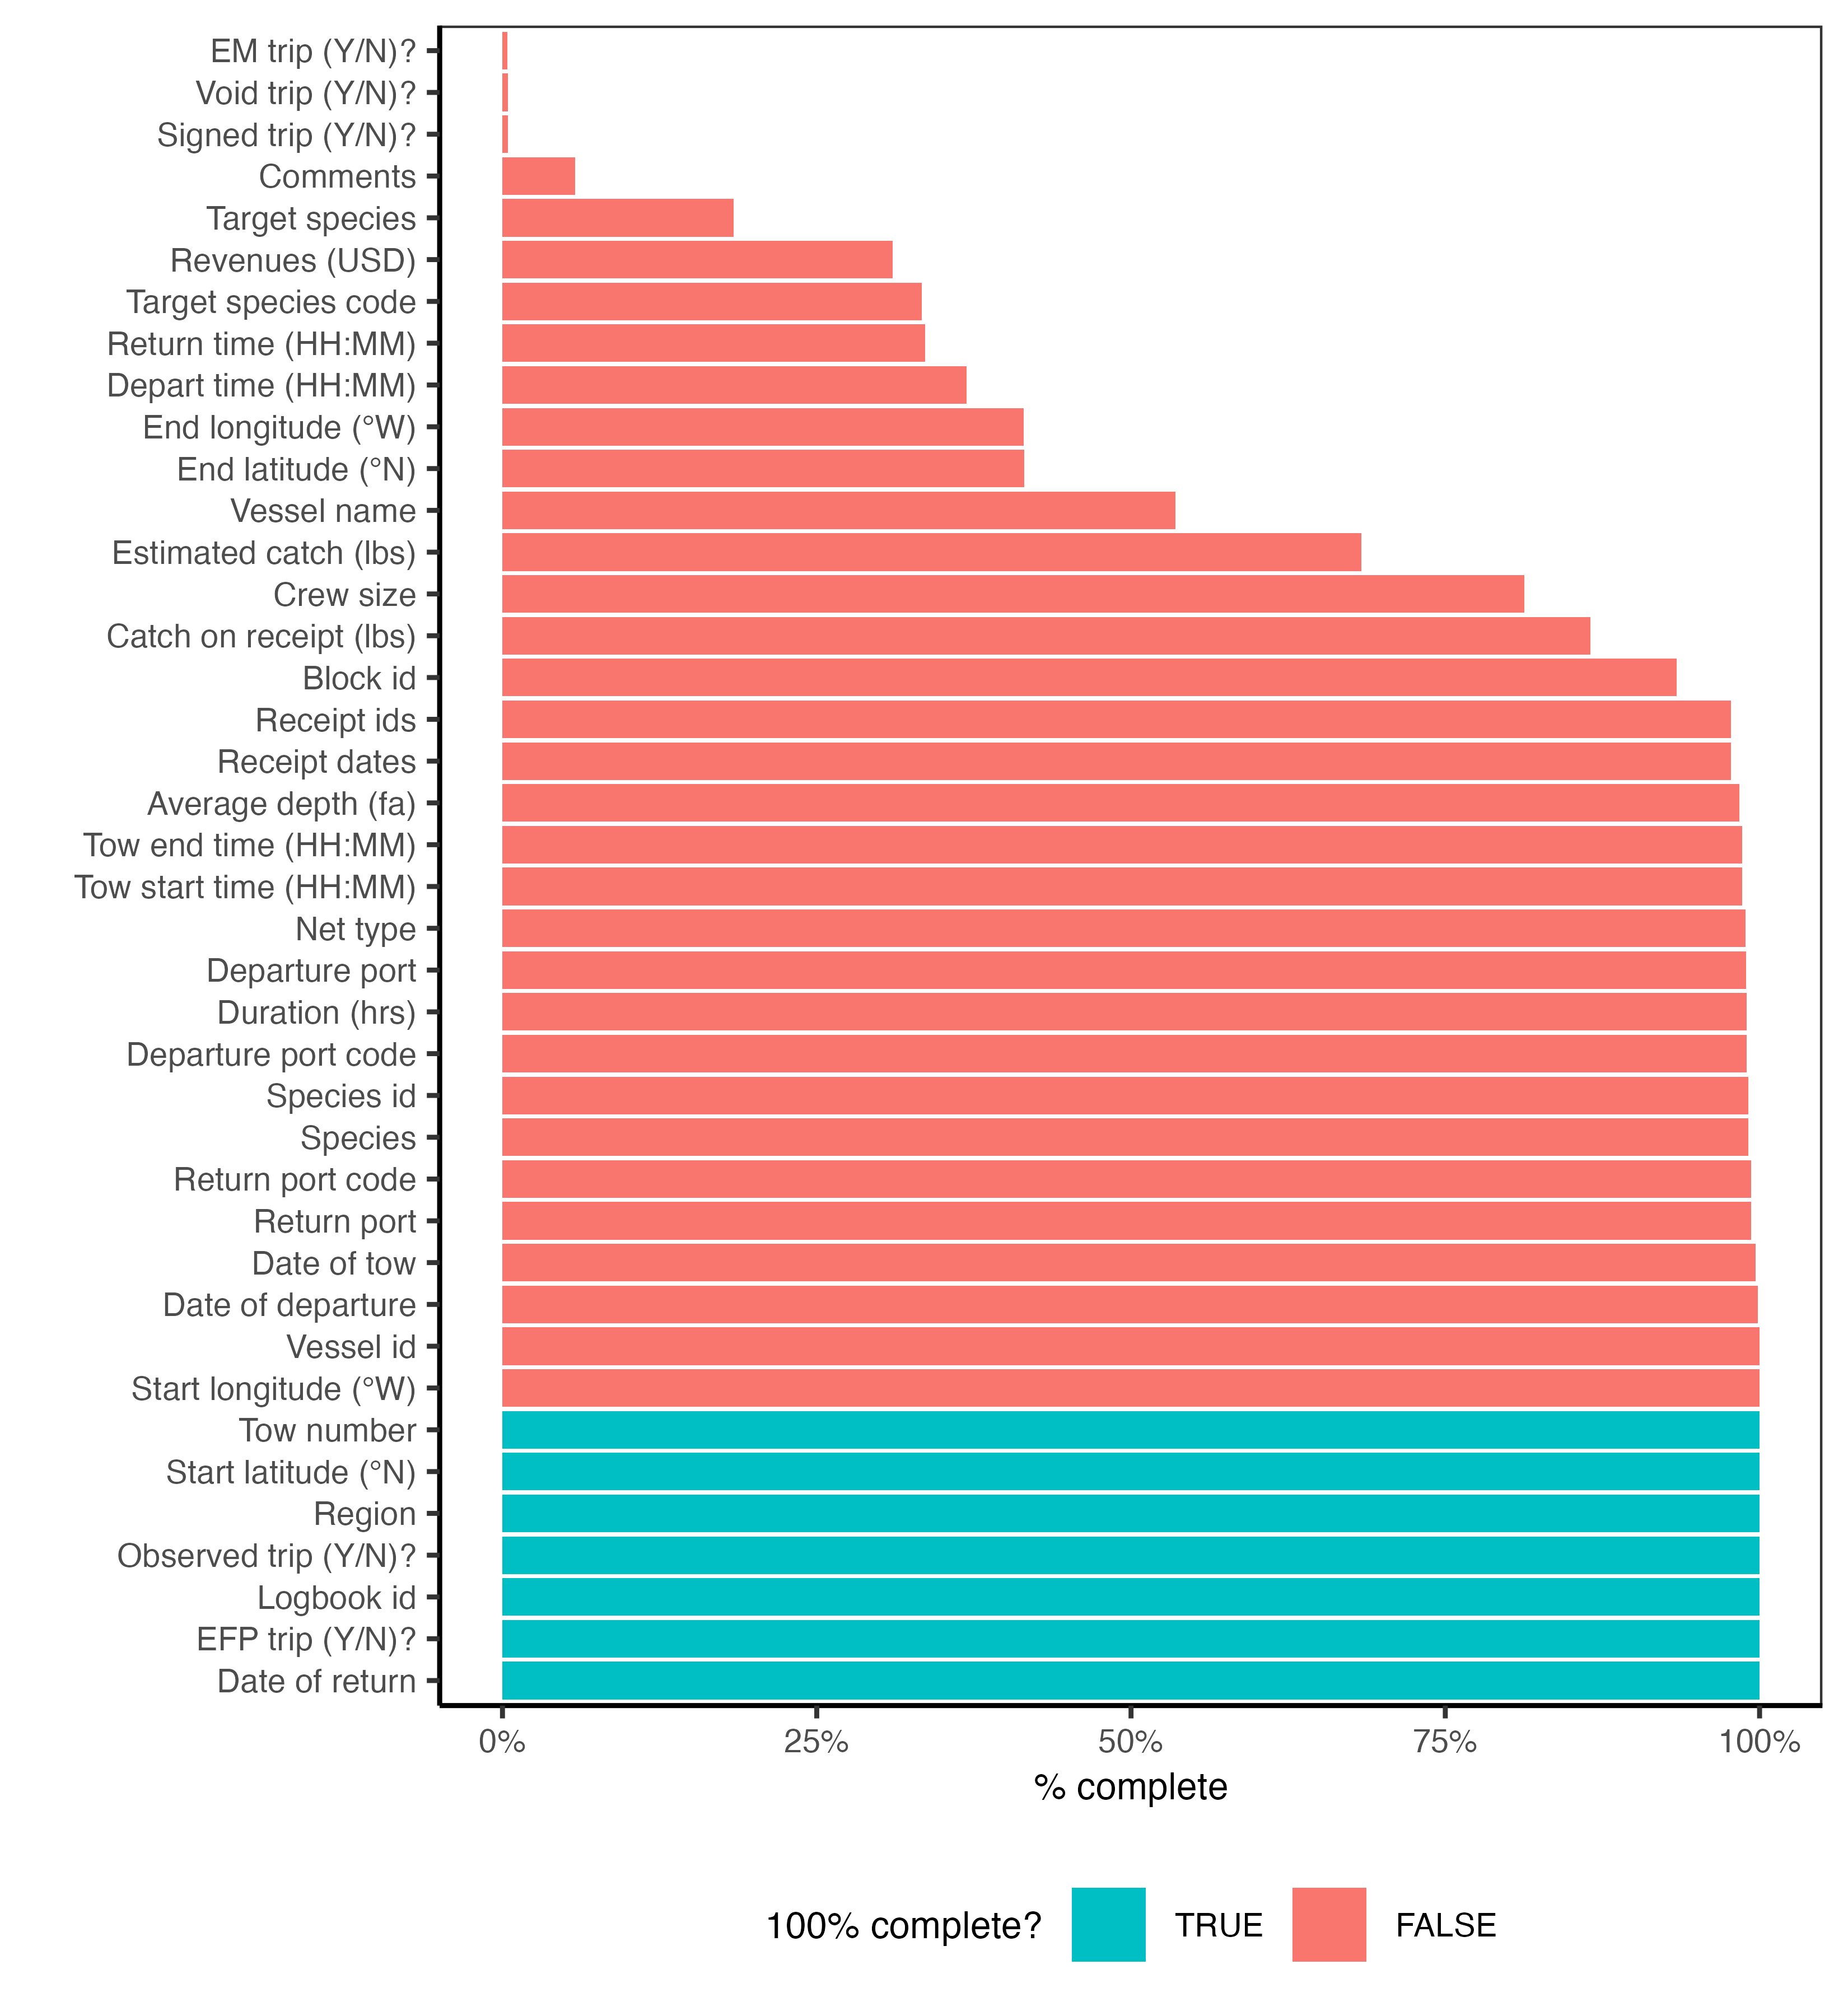 EM trip (Y/N)?
Void trip (Y/N)?
Signed trip (Y/N)?
Comments
Target species
Revenues (USD)
Target species code
Return time (HH:MM)
Depart time (HH:MM)
End longitude (°W)
End latitude (°N)
Vessel name
Estimated catch (lbs)
Crew size
Catch on receipt (lbs)
Block id
Receipt ids
Receipt dates
Average depth (fa)
Tow end time (HH:MM)
Tow start time (HH:MM)
Net type
Departure port
Duration (hrs)
Departure port code
Species id
Species
Return port code
Return port
Date of tow
Date of departure
Vessel id
Start longitude (°W)
Tow number
Start latitude (°N)
Region
Observed trip (Y/N)?
Logbook id
EFP trip (Y/N)?
Date of return
0% 25% 50% 75% 100%
% complete
100% complete? TRUE FALSE